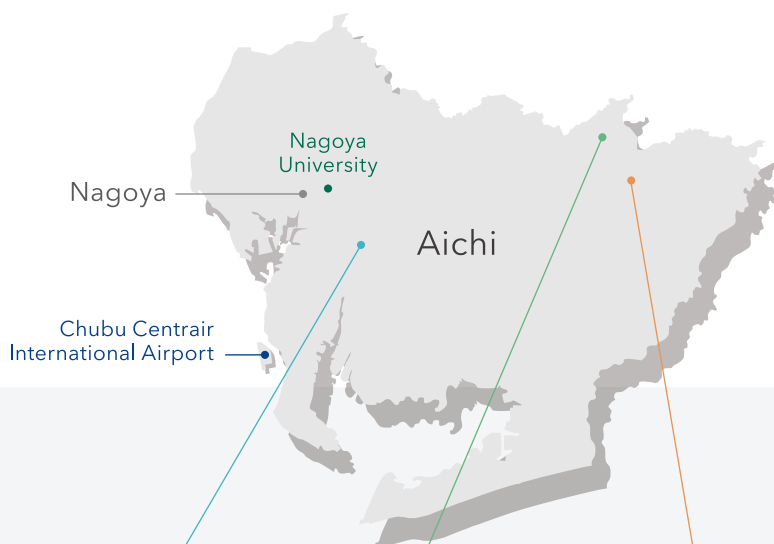 Nagoya
University
Nagoya
Aichi
Chubu Centrair
International Airport